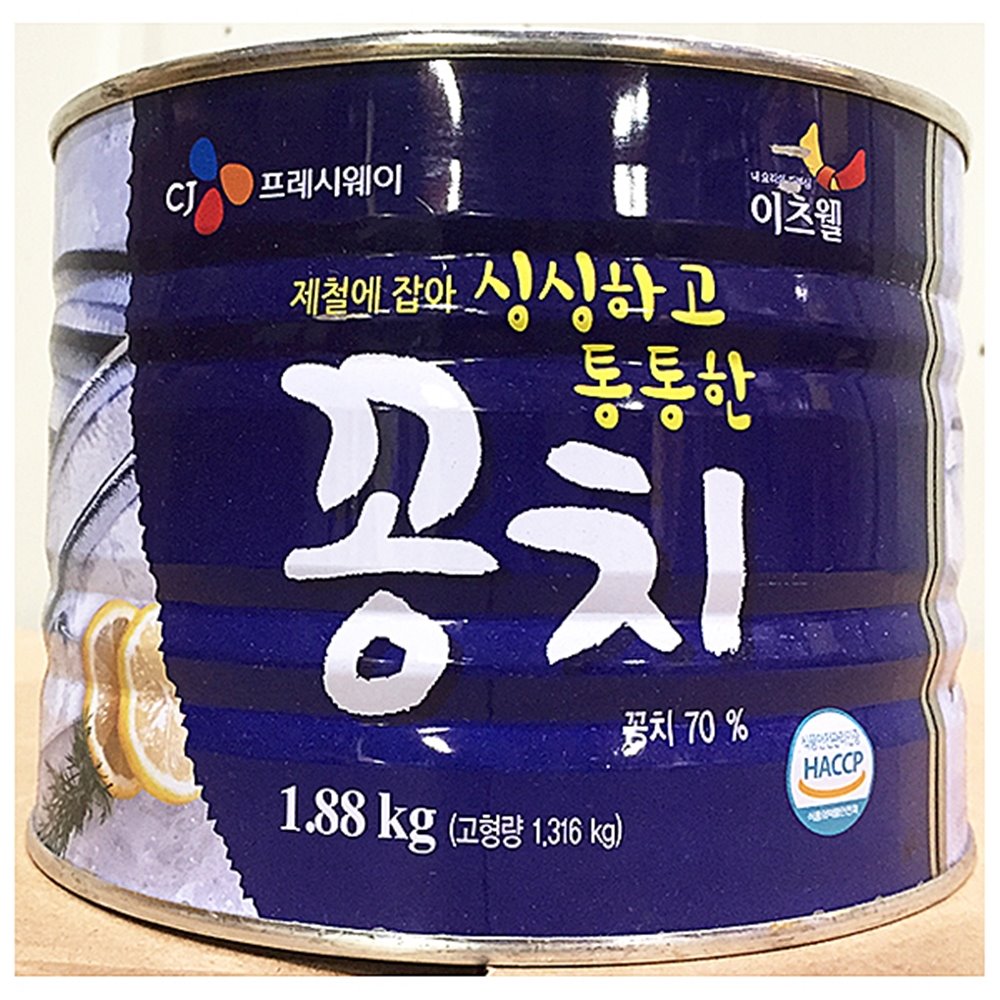 CJ 프레시웨이
이츠웰
제철에 잡아 싱싱하고
통통한
꽁치
꽁치 70 %
1.88 kg (고형량 1,316 kg)
HACCP